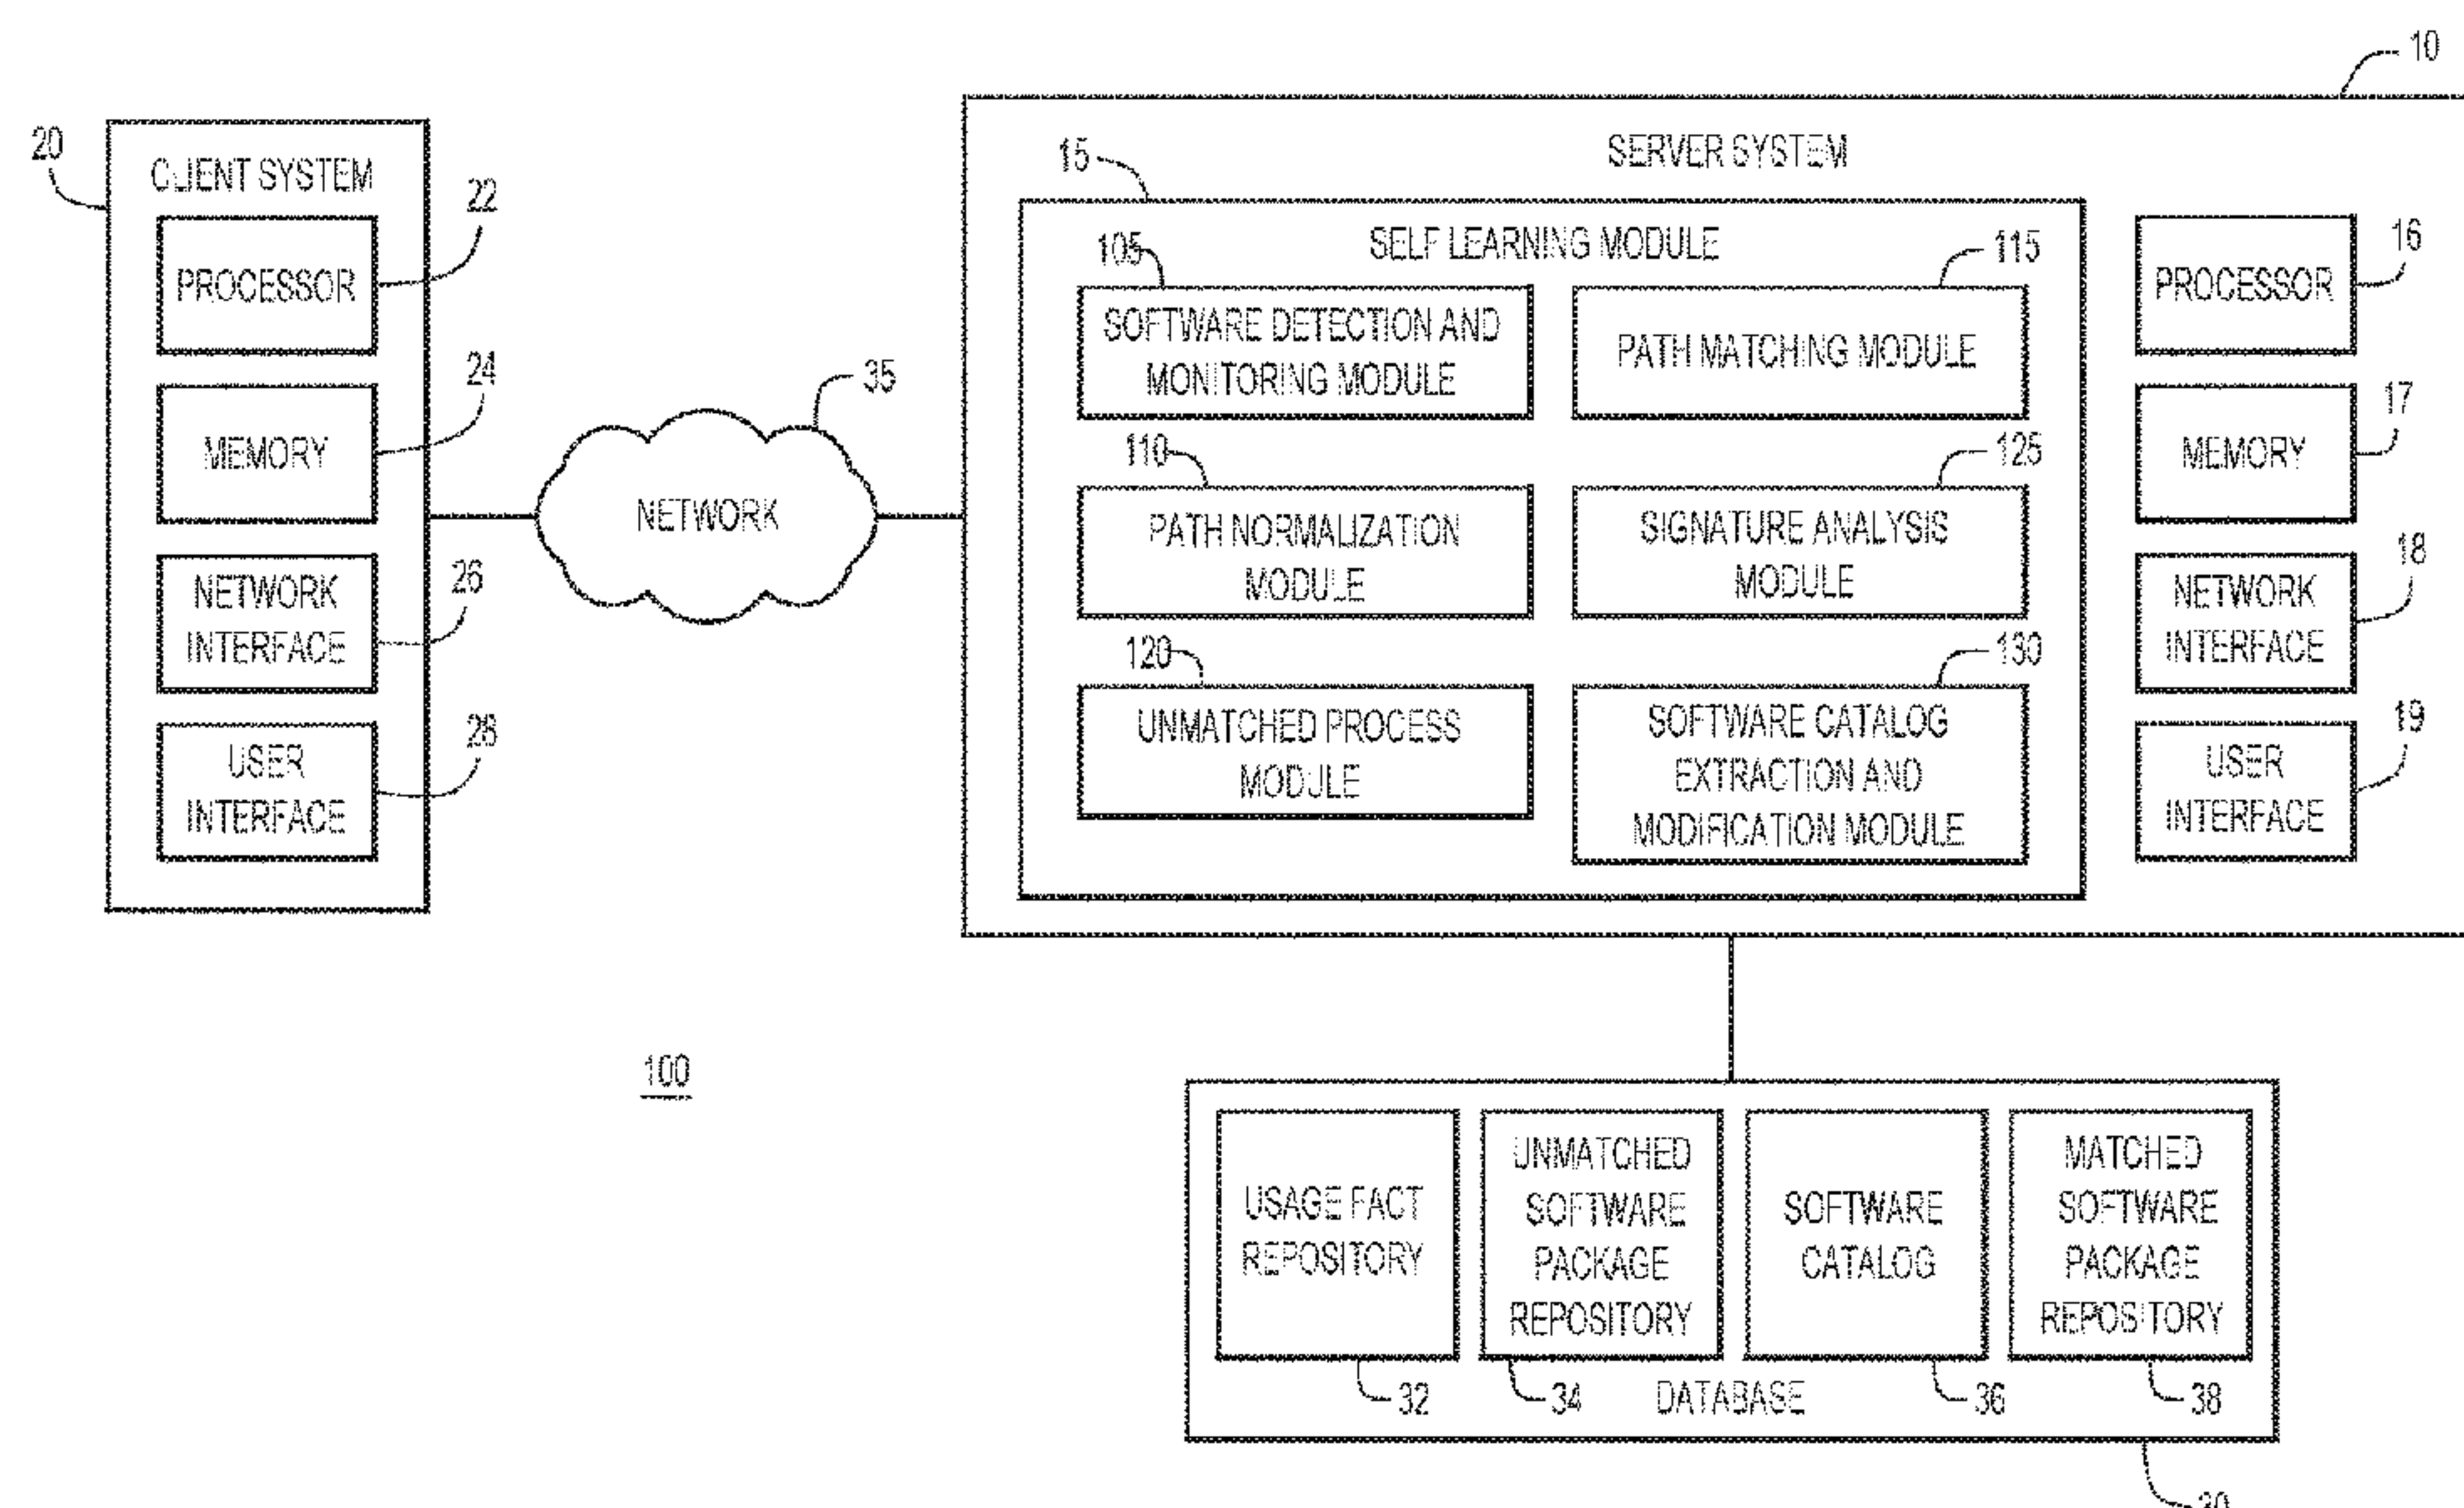 10
20
CLIENT SYSTEM
22
PROCESSOR
24
MEMORY
26
NETWORK
INTERFACE
28
USER
INTERFACE
35
NETWORK
SERVER SYSTEM
15
SELF LEARNING MODULE
105
SOFTWARE DETECTION AND
MONITORING MODULE
115
PATH MATCHING MODULE
110
PATH NORMALIZATION
MODULE
125
SIGNATURE ANALYSIS
MODULE
120
UNMATCHED PROCESS
MODULE
130
SOFTWARE CATALOG
EXTRACTION AND
MODIFICATION MODULE
16
PROCESSOR
17
MEMORY
18
NETWORK
INTERFACE
19
USER
INTERFACE
100
USAGE FACT
REPOSITORY
32
UNMATCHED
SOFTWARE
PACKAGE
REPOSITORY
34
SOFTWARE
CATALOG
36
MATCHED
SOFTWARE
PACKAGE
REPOSITORY
38
DATABASE